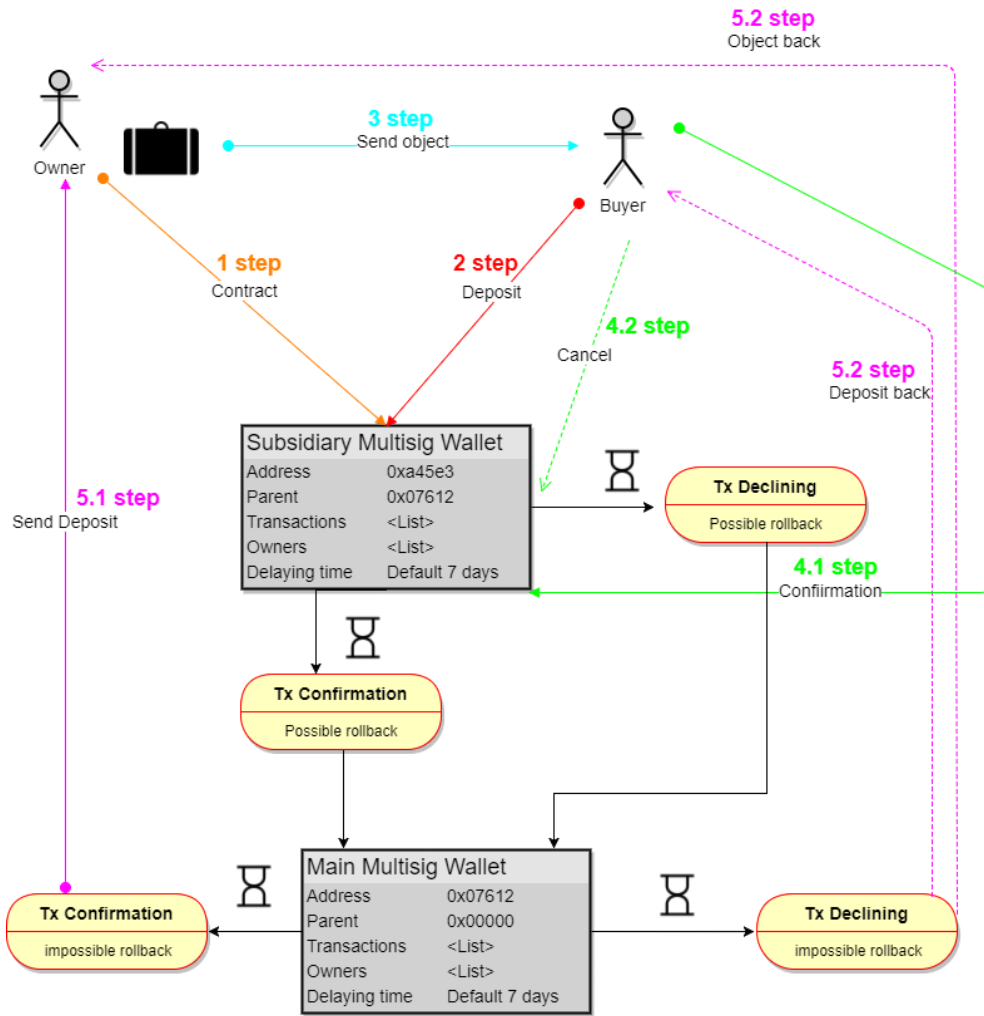 5.2 step
Object back
3 step
Send object
Owner
Buyer
1 step
Contract
2 step
Deposit
4.2 step
Cancel
5.2 step
Deposit back
Subsidiary Multisig Wallet
Address 0xa45e3
Parent 0x07612
Transactions <List>
Owners <List>
Delaying time Default 7 days
Tx Declining
Possible rollback
5.1 step
Send Deposit
4.1 step
Confiirmation
Tx Confirmation
Possible rollback
Main Multisig Wallet
Address 0x07612
Parent 0x00000
Transactions <List>
Owners <List>
Delaying time Default 7 days
Tx Confirmation
impossible rollback
Tx Declining
impossible rollback